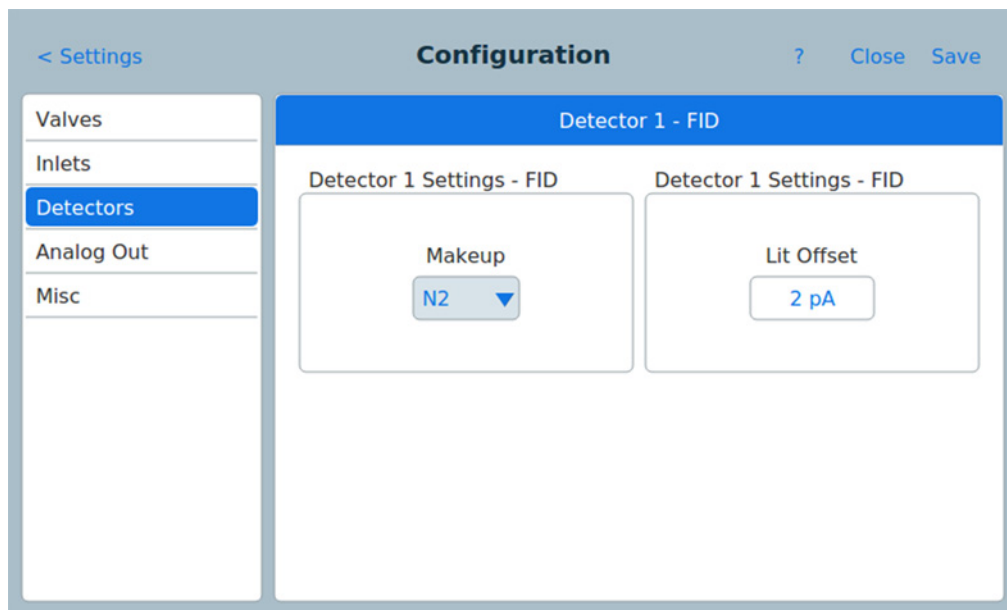 < Settings
Configuration
?
Close
Save
Valves
Inlets
Detectors
Analog Out
Misc
Detector 1 - FID
Detector 1 Settings - FID
Makeup
N2
Detector 1 Settings - FID
Lit Offset
2 pA